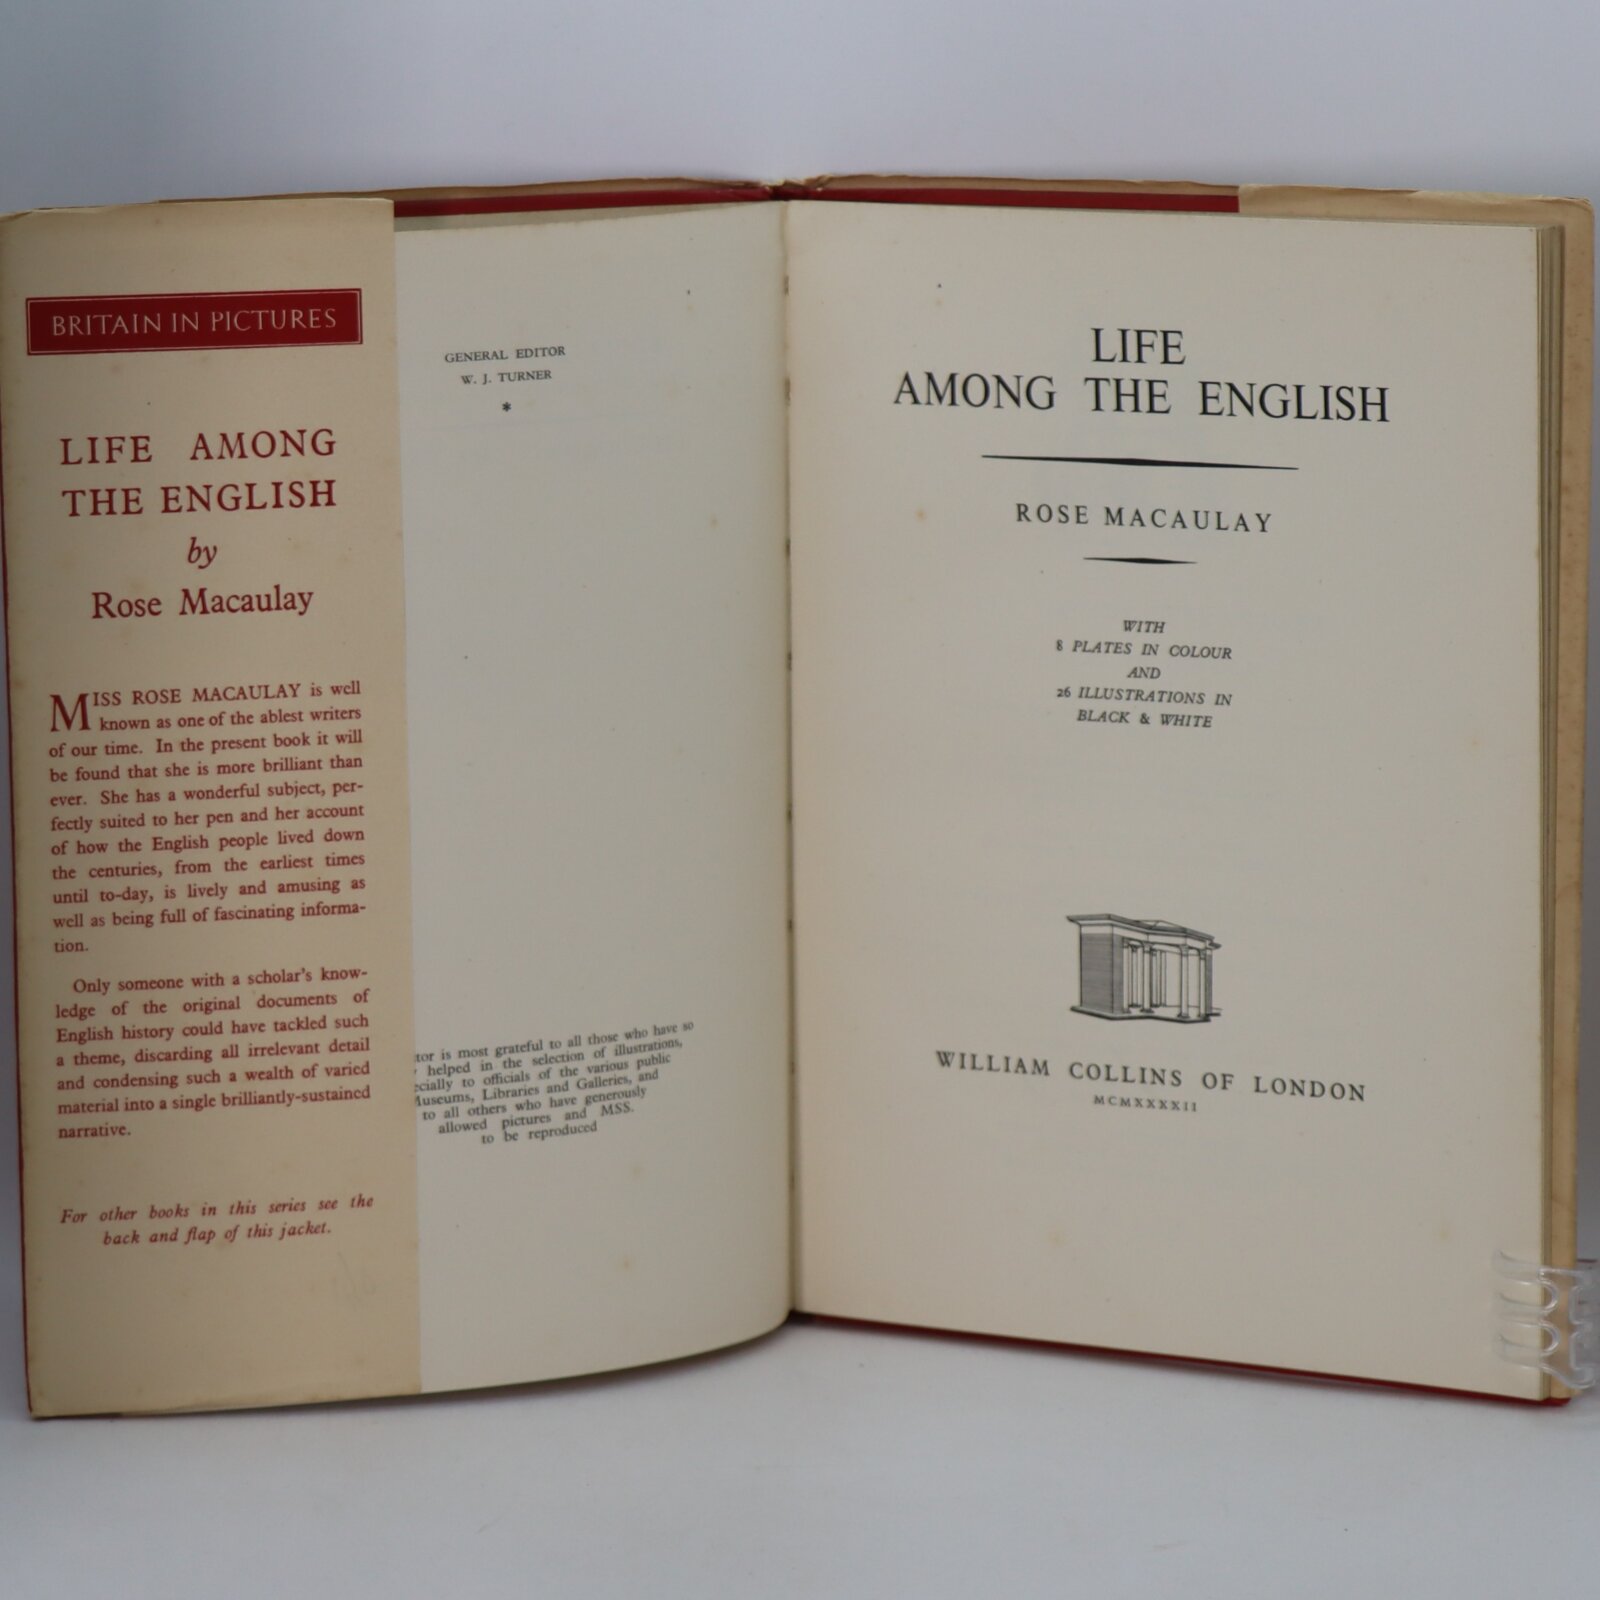 BRITAIN IN PICTURES
LIFE AMONG
THE ENGLISH
by
Rose Macaulay
MISS ROSE MACAULAY is well
known as one of the ablest writers
of our time. In the present book it will
be found that she is more brilliant than
ever. She has a wonderful subject, per-
fectly suited to her pen and her account
of how the English people lived down
the centuries, from the earliest times
until to-day, is lively and amusing as
well as being full of fascinating informa-
tion.
Only someone with a scholar's know-
ledge of the original documents of
English history could have tackled such
a theme, discarding all irrelevant detail
and condensing such a wealth of varied
material into a single brilliantly-sustained
narrative.
For other books in this series see the
back and flap of this jacket.
GENERAL EDITOR
W. J. TURNER
*
is most grateful to all those who have so
helped in the selection of illustrations,
to officials of the various public
Libraries and Galleries, and
to all others who have generously
allowed pictures and MSS.
to be reproduced
LIFE
AMONG THE ENGLISH
ROSE MACAULAY
WITH
8 PLATES IN COLOUR
AND
26 ILLUSTRATIONS IN
BLACK & WHITE
WILLIAM COLLINS OF LONDON
MCMXXXXII